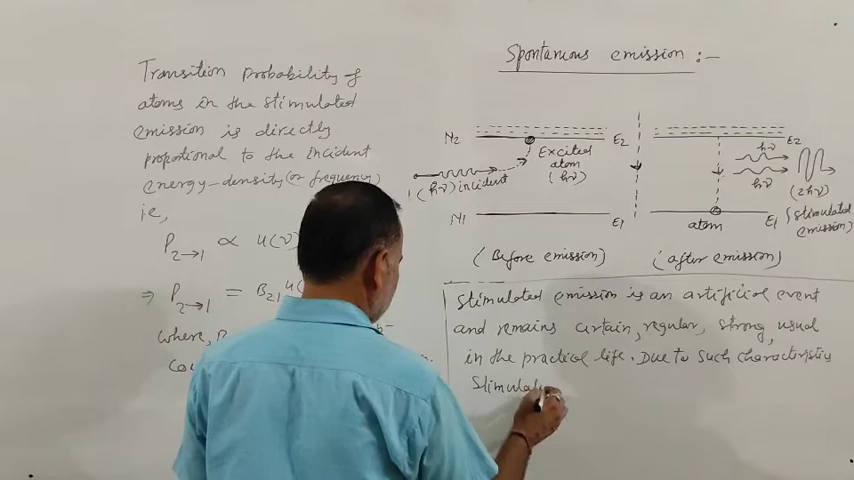 Transition probability of
atoms in the stimulated
emission is directly
proportional to the incident
energy-density (or frequency)
ie,
P2→1 ∝ u(ν)
⇒ P2→1 = B21 u(
where,
Spontanous emission :-
N2
E2
Excited
atom
(hν)
(hν) incident
N1
E1
(Before emission)
E2
hν
hν
(2hν)
(stimulated
emission)
atom
E1
(after emission)
Stimulated emission is an artificial event
and remains certain, regular, strong, usual
in the practical life. Due to such characteristics
Stimulat